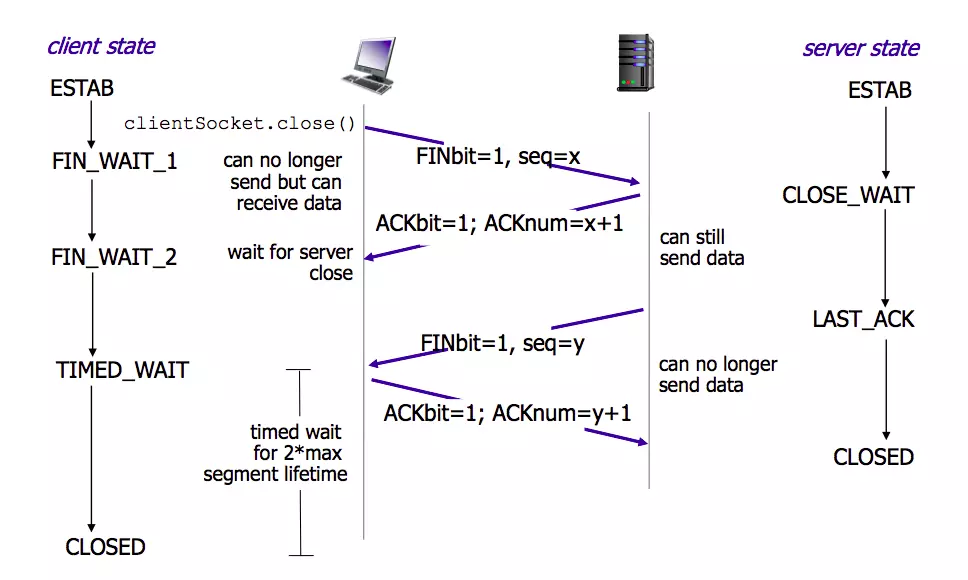 client state
server state
ESTAB
ESTAB
clientSocket.close()
FINbit=1, seq=x
FIN_WAIT_1
can no longer
send but can
receive data
CLOSE_WAIT
ACKbit=1; ACKnum=x+1
can still
send data
FIN_WAIT_2
wait for server
close
LAST_ACK
FINbit=1, seq=y
TIMED_WAIT
can no longer
send data
ACKbit=1; ACKnum=y+1
timed wait
for 2*max
segment lifetime
CLOSED
CLOSED